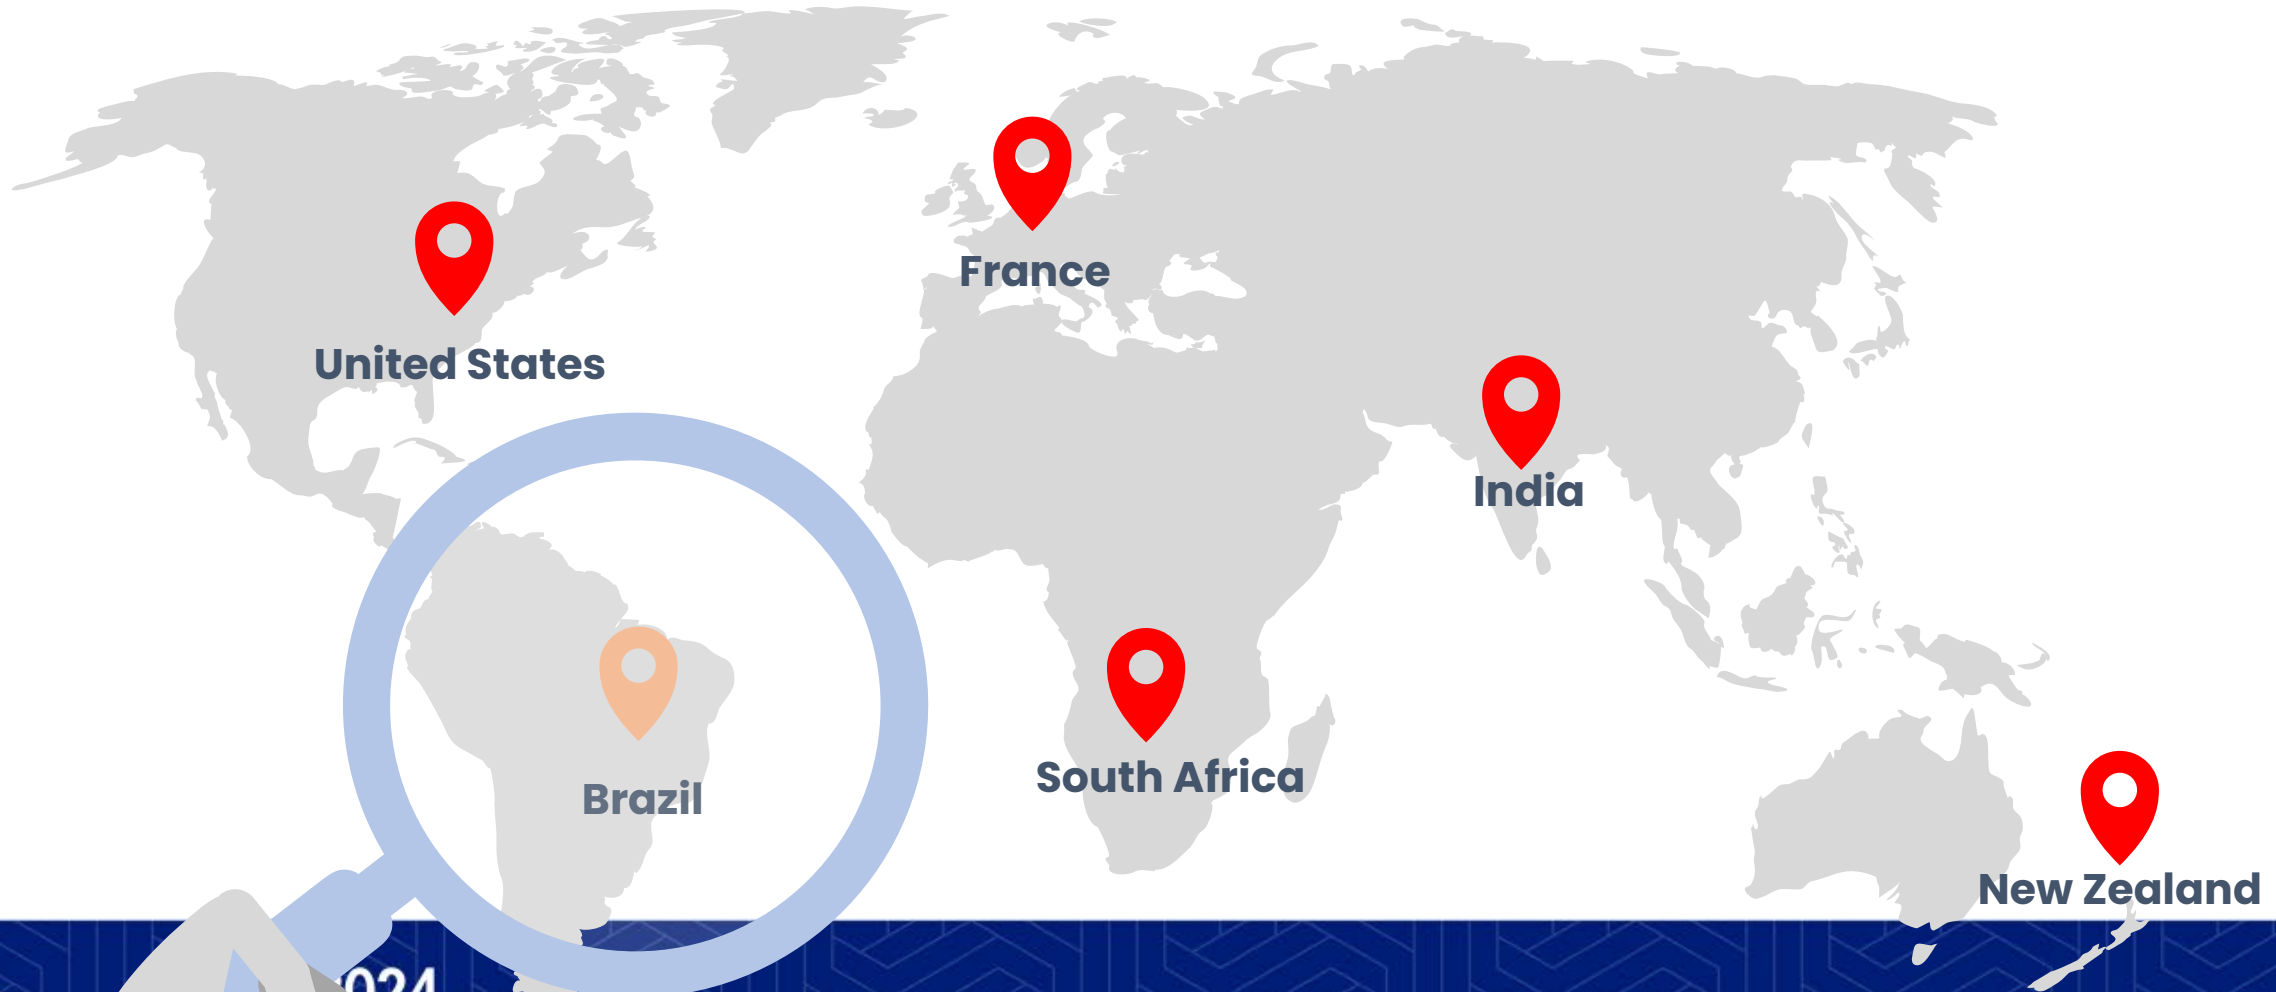 France
United States
India
South Africa
Brazil
New Zealand